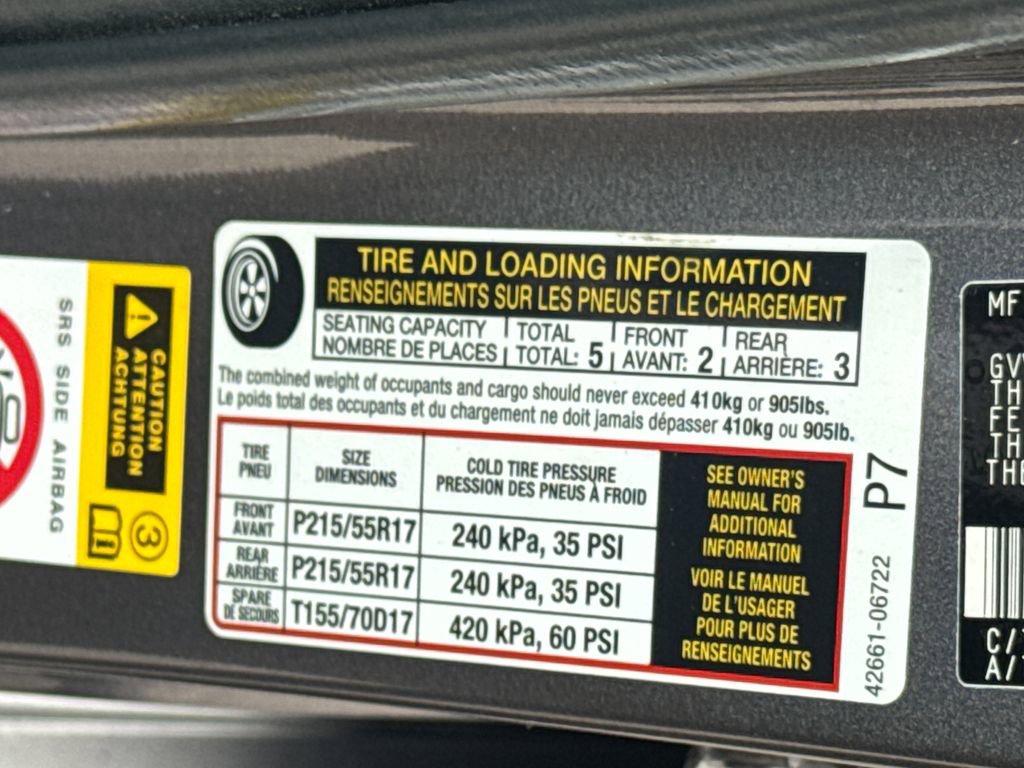 SRS SIDE AIRBAG
CAUTION
ATTENTION
ACHTUNG
3
TIRE AND LOADING INFORMATION
RENSEIGNEMENTS SUR LES PNEUS ET LE CHARGEMENT
SEATING CAPACITY TOTAL FRONT REAR
NOMBRE DE PLACES TOTAL: 5 AVANT: 2 ARRIÈRE: 3
The combined weight of occupants and cargo should never exceed 410kg or 905lbs.
Le poids total des occupants et du chargement ne doit jamais dépasser 410kg ou 905lb.
TIRE SIZE COLD TIRE PRESSURE
PNEU DIMENSIONS PRESSION DES PNEUS À FROID
FRONT
AVANT P215/55R17 240 kPa, 35 PSI
REAR
ARRIÈRE P215/55R17 240 kPa, 35 PSI
SPARE
DE SECOURS T155/70D17 420 kPa, 60 PSI
SEE OWNER'S
MANUAL FOR
ADDITIONAL
INFORMATION
VOIR LE MANUEL
DE L'USAGER
POUR PLUS DE
RENSEIGNEMENTS
42661-06722 P7
MF
GV
TH
FE
TH
THO
C/
A/